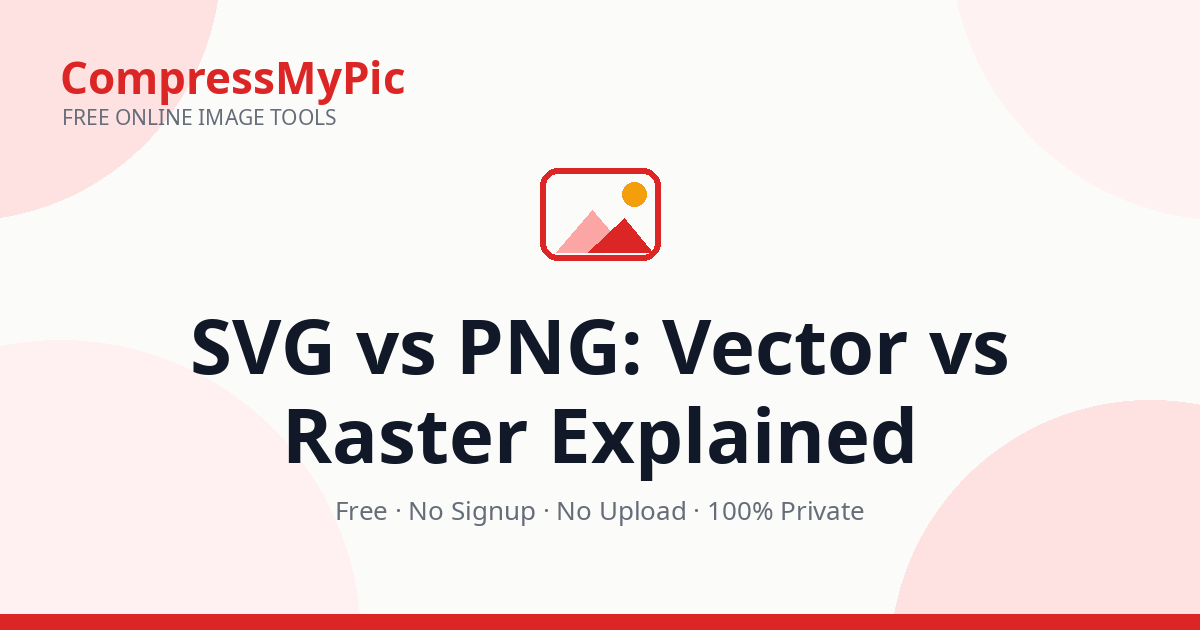 CompressMyPic
FREE ONLINE IMAGE TOOLS
SVG vs PNG: Vector vs
Raster Explained
Free · No Signup · No Upload · 100% Private